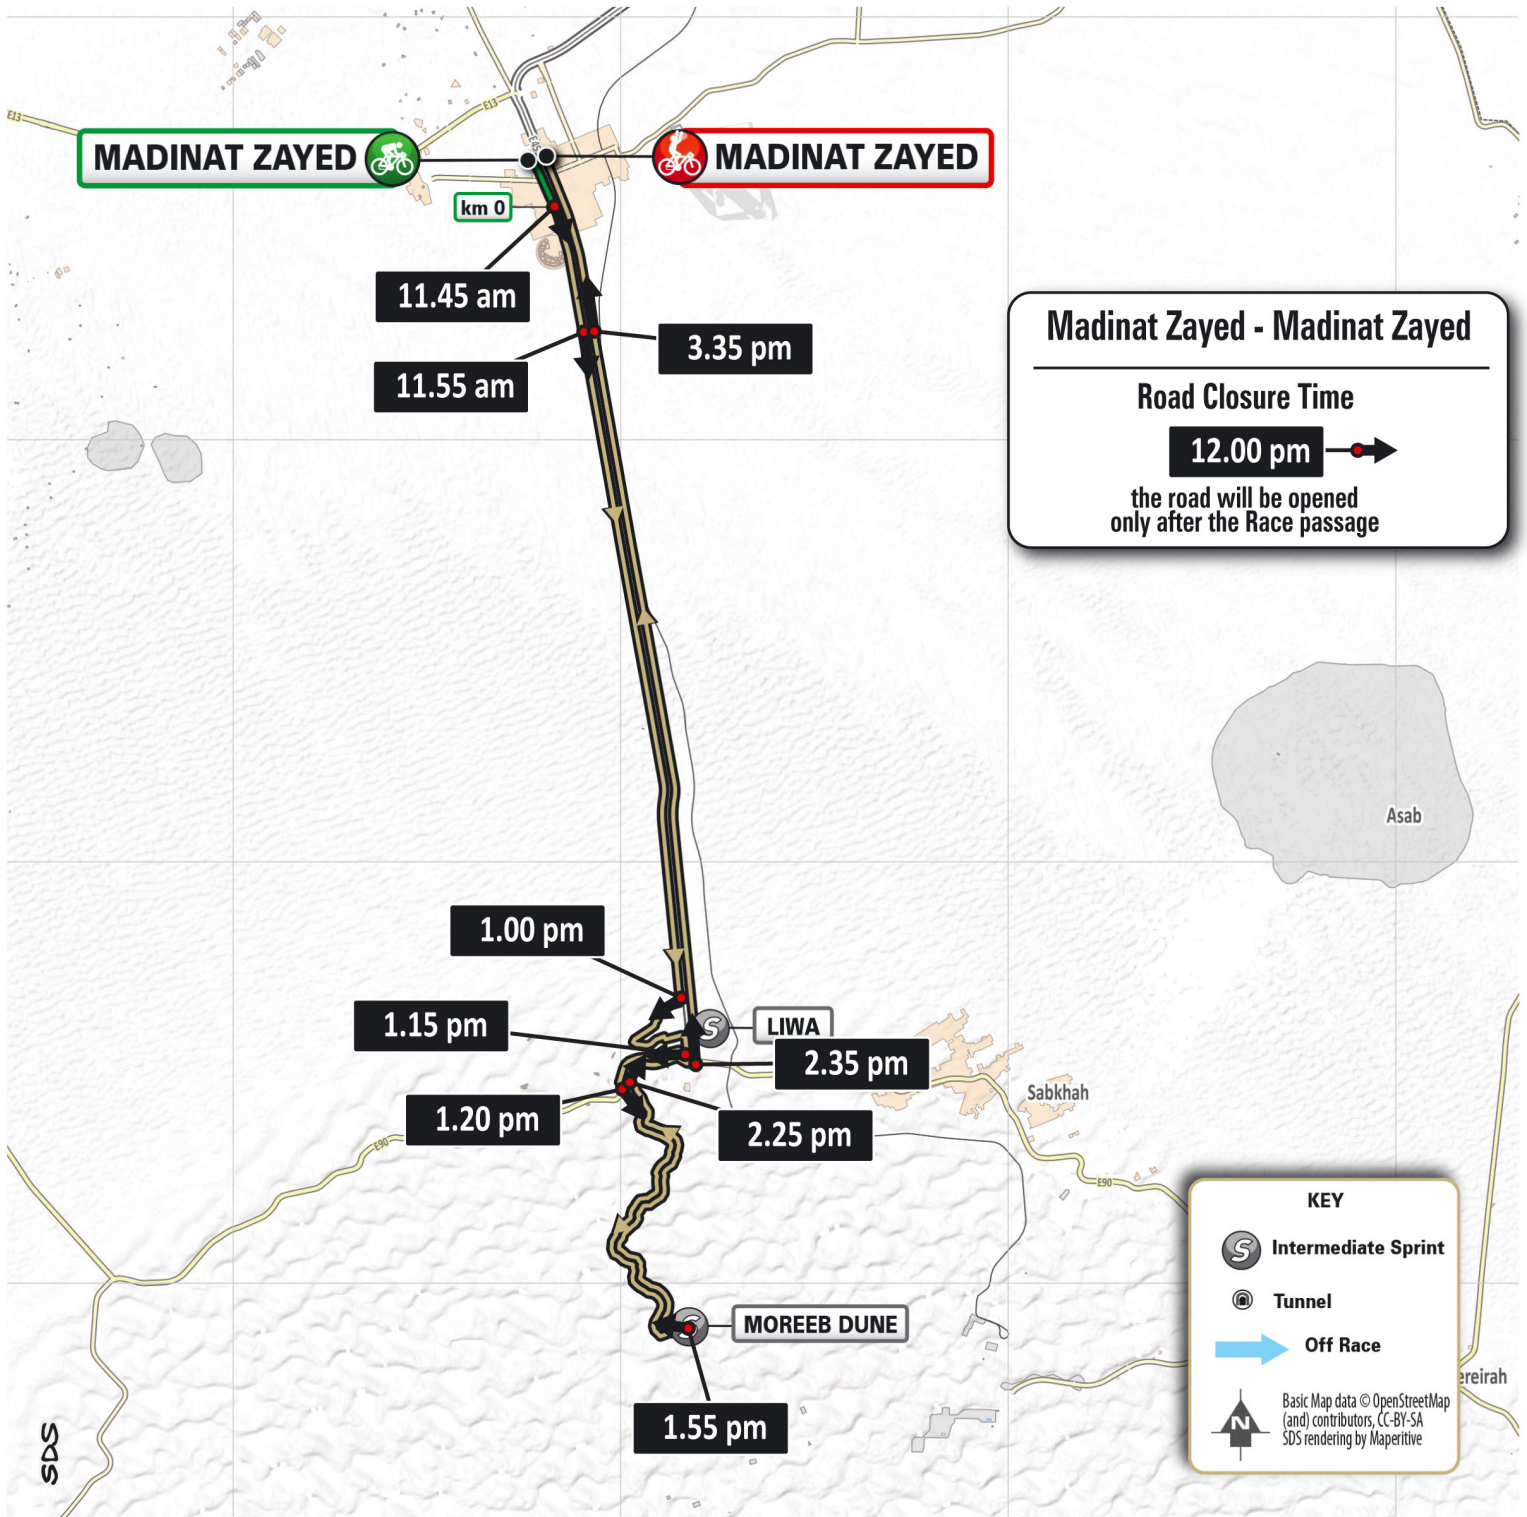 E13
E13
MADINAT ZAYED
E45
MADINAT ZAYED
km 0
11.45 am
11.55 am
3.35 pm
Madinat Zayed - Madinat Zayed
Road Closure Time
12.00 pm
the road will be opened
only after the Race passage
Asab
1.00 pm
1.15 pm
S
LIWA
2.35 pm
1.20 pm
2.25 pm
Sabkhah
E90
E90
S
MOREEB DUNE
1.55 pm
KEY
S Intermediate Sprint
Tunnel
Off Race
ereirah
N
Basic Map data © OpenStreetMap
(and) contributors, CC-BY-SA
SDS rendering by Maperitive
SDS